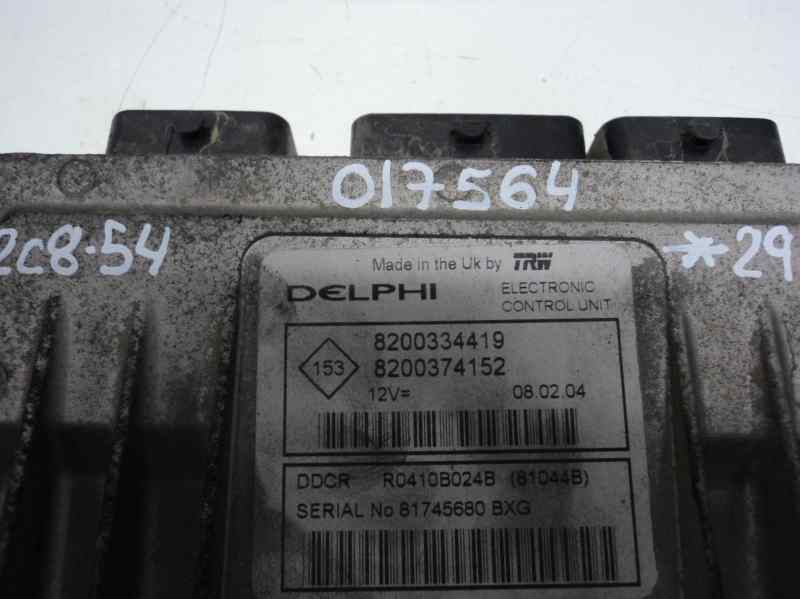 017564
2c8.54
*29
Made in the Uk by TRW
DELPHI
ELECTRONIC
CONTROL UNIT
153
8200334419
8200374152
12V=
08.02.04
DDCR R0410B024B (81044B)
SERIAL No 81745680 BXG